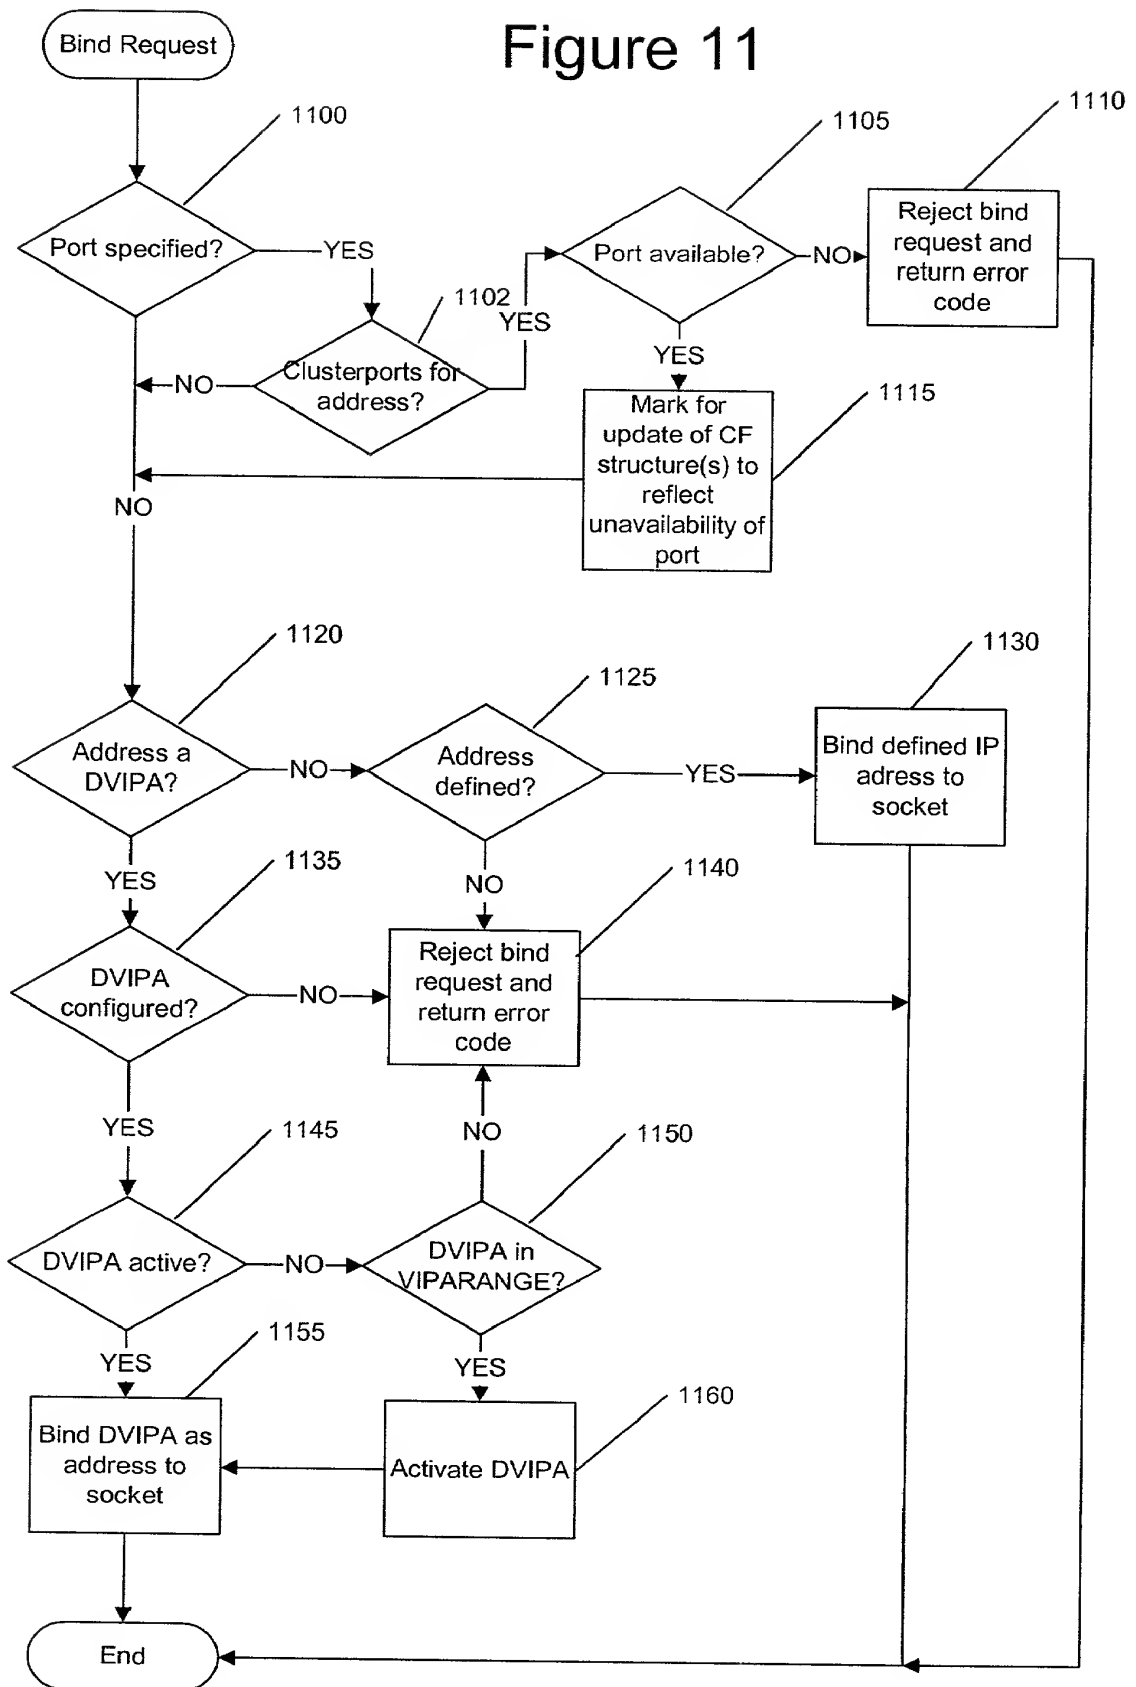 Figure 11
Bind Request
1100
1105
1110
Port specified?
YES
Port available?
NO
Reject bind
request and
return error
code
1102
YES
Clusterports for
address?
NO
YES
1115
Mark for
update of CF
structure(s) to
reflect
unavailability of
port
NO
1120
1125
1130
Address a
DVIPA?
NO
Address
defined?
YES
Bind defined IP
adress to
socket
YES
1135
NO
1140
DVIPA
configured?
NO
Reject bind
request and
return error
code
YES
1145
NO
1150
DVIPA active?
NO
DVIPA in
VIPARANGE?
YES
1155
YES
1160
Bind DVIPA as
address to
socket
Activate DVIPA
End